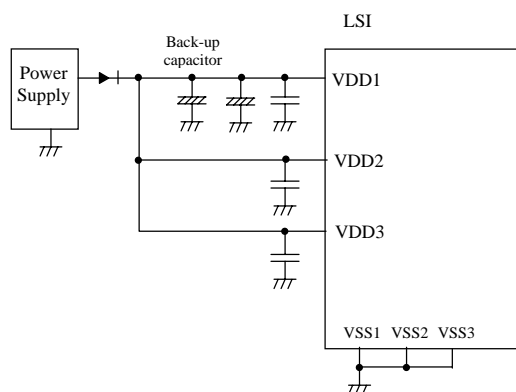 LSI
Back-up
capacitor
Power
Supply
VDD1
VDD2
VDD3
VSS1 VSS2 VSS3